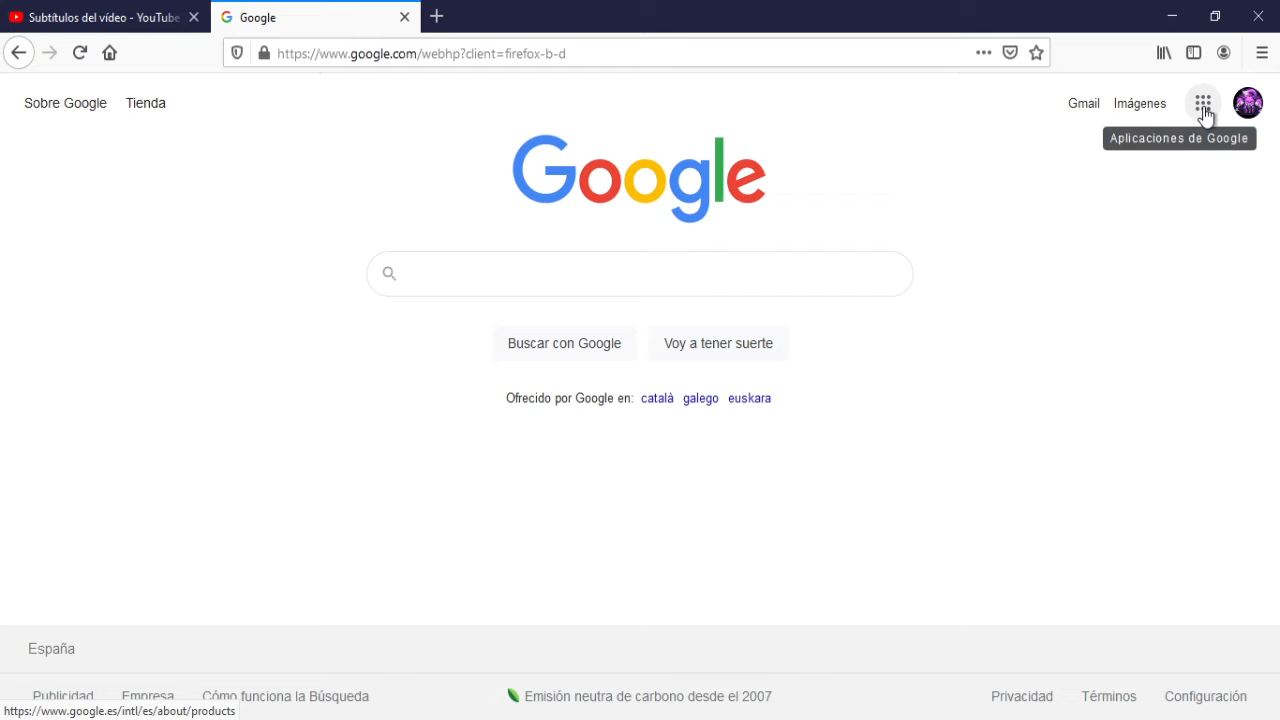 Subtítulos del vídeo - YouTube
Google
https://www.google.com/webhp?client=firefox-b-d
Sobre Google
Tienda
Gmail
Imágenes
Aplicaciones de Google
Google
Buscar con Google
Voy a tener suerte
Ofrecido por Google en: català galego euskara
España
Publicidad
Empresa
Cómo funciona la Búsqueda
Emisión neutra de carbono desde el 2007
Privacidad
Términos
Configuración
https://www.google.es/intl/es/about/products